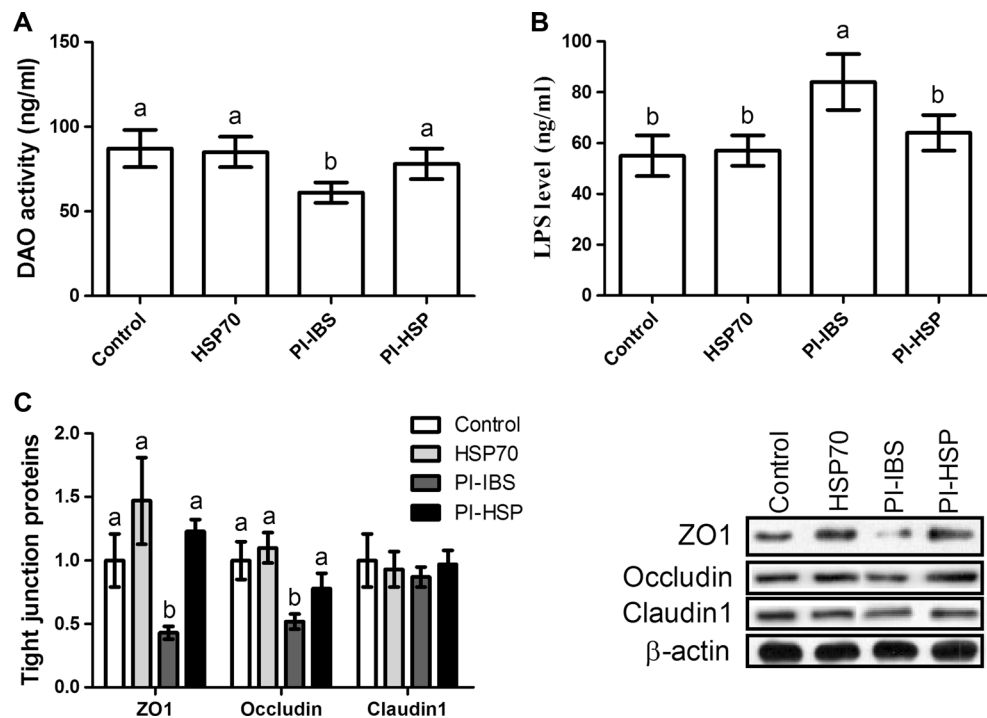 A
DAO activity (ng/ml)
150
100
50
0
a
a
b
a
Control
HSP70
PI-IBS
PI-HSP
B
LPS level (ng/ml)
100
80
60
40
20
0
b
b
a
b
Control
HSP70
PI-IBS
PI-HSP
C
Tight junction proteins
2.0
1.5
1.0
0.5
0.0
a
a
b
a
a
a
b
a
ZO1
Occludin
Claudin1
Control
HSP70
PI-IBS
PI-HSP
Control
HSP70
PI-IBS
PI-HSP
ZO1
Occludin
Claudin1
β-actin